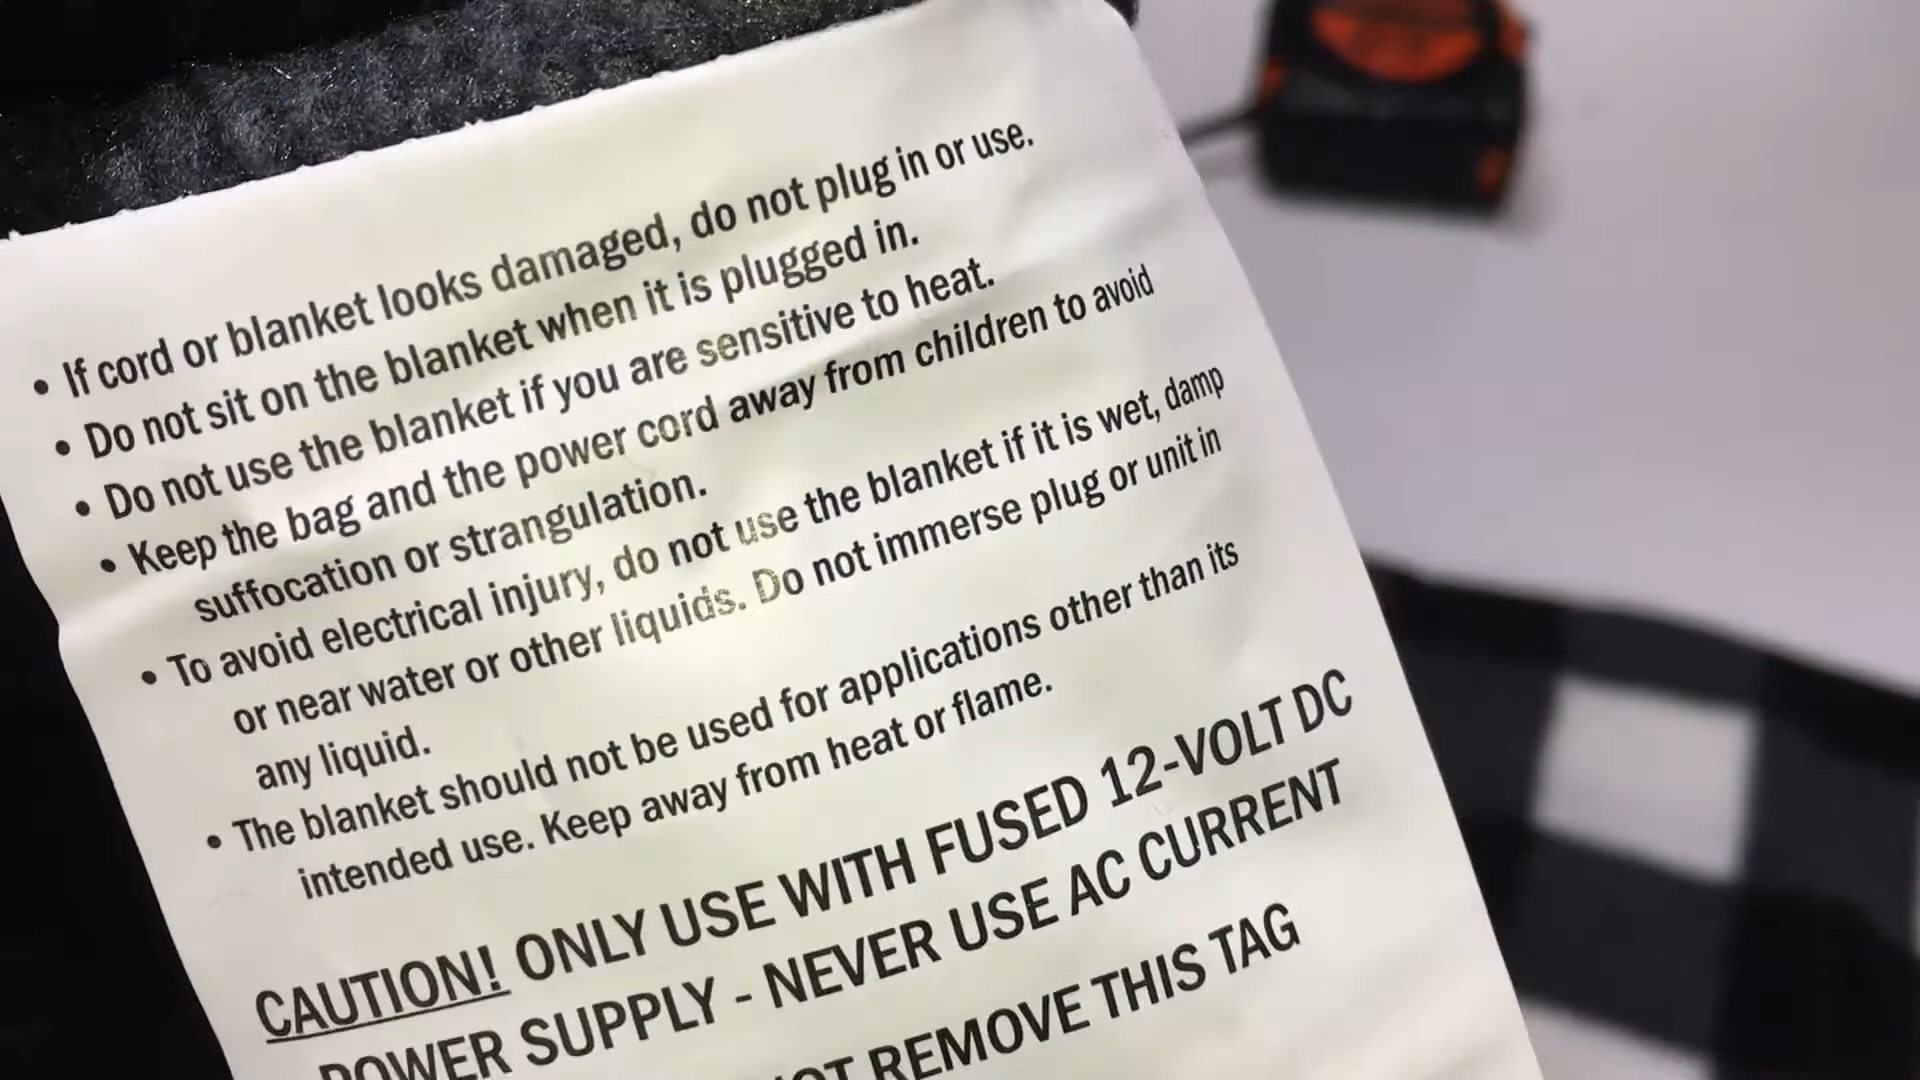 • If cord or blanket looks damaged, do not plug in or use.
• Do not sit on the blanket when it is plugged in.
• Do not use the blanket if you are sensitive to heat.
• Keep the bag and the power cord away from children to avoid
suffocation or strangulation.
• To avoid electrical injury, do not use the blanket if it is wet, damp
or near water or other liquids. Do not immerse plug or unit in
any liquid.
• The blanket should not be used for applications other than its
intended use. Keep away from heat or flame.
CAUTION! ONLY USE WITH FUSED 12-VOLT DC
POWER SUPPLY - NEVER USE AC CURRENT
NOT REMOVE THIS TAG